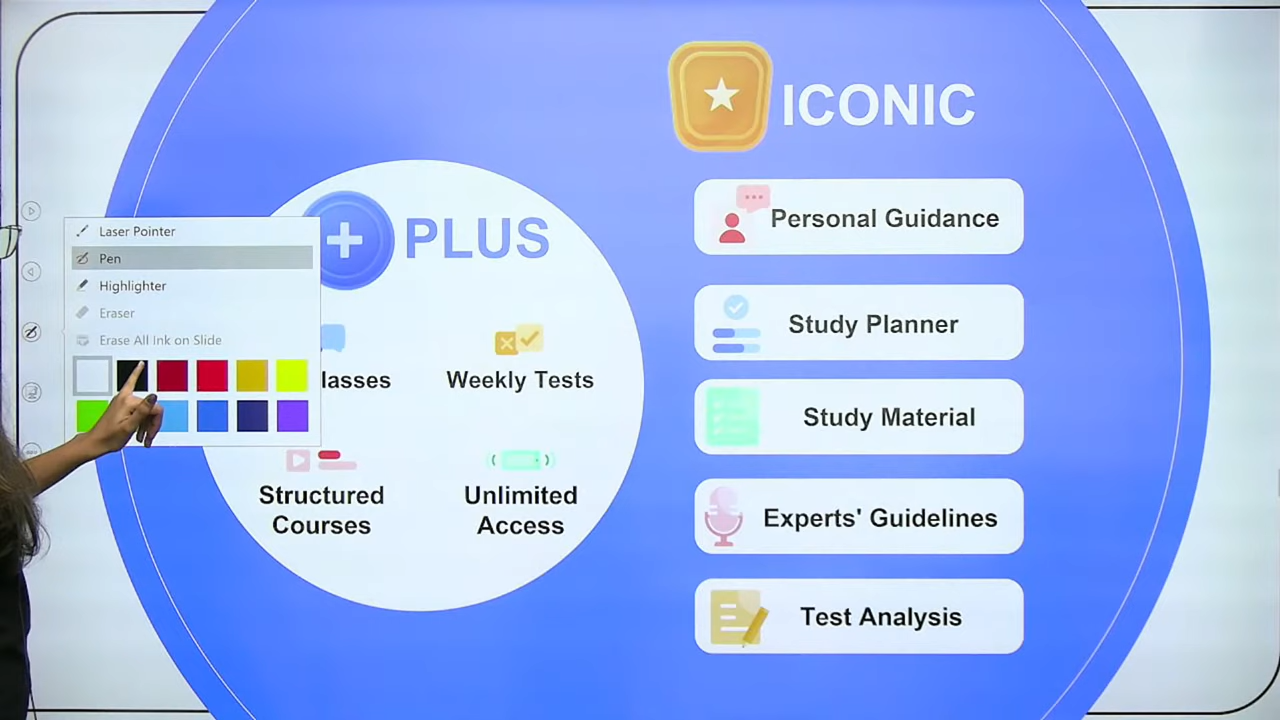 ICONIC
Personal Guidance
Study Planner
Study Material
Experts' Guidelines
Test Analysis
PLUS
Weekly Tests
Structured
Courses
Unlimited
Access
Laser Pointer
Pen
Highlighter
Eraser
Erase All Ink on Slide